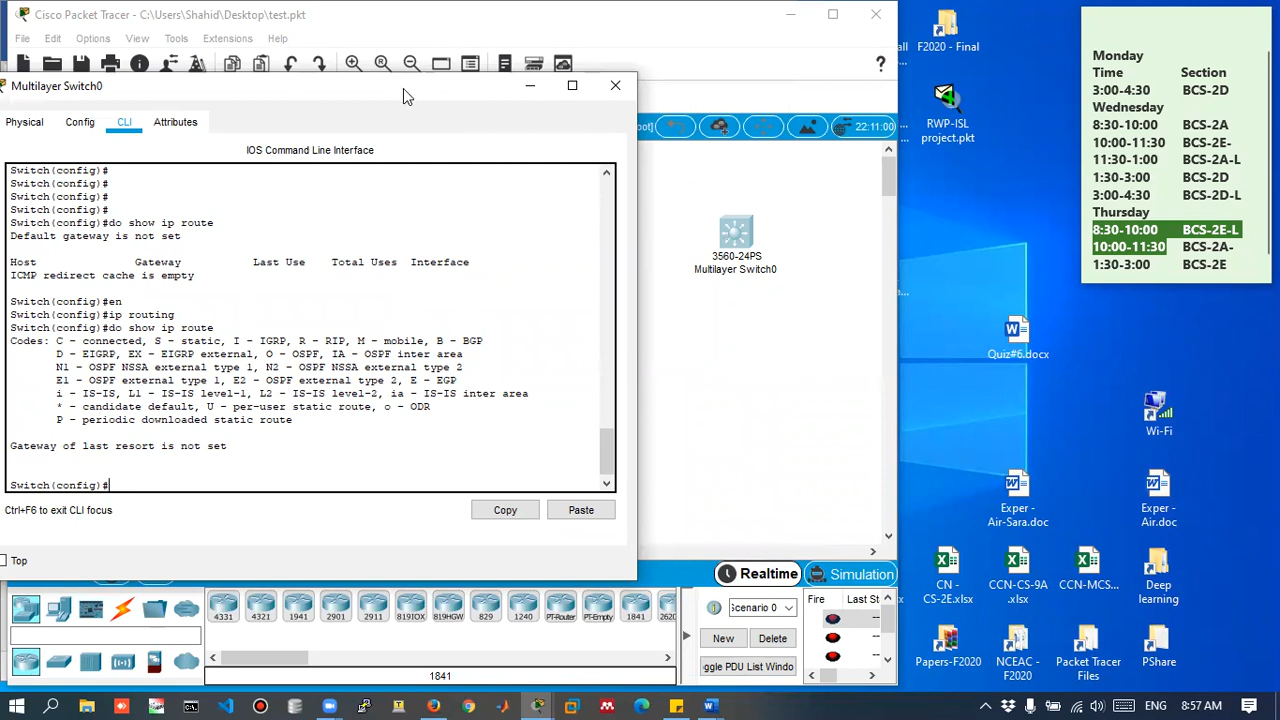 Cisco Packet Tracer - C:\Users\Shahid\Desktop\test.pkt
File Edit Options View Tools Extensions Help
?
Multilayer Switch0
Physical Config CLI Attributes
IOS Command Line Interface
Switch(config)#
Switch(config)#
Switch(config)#
Switch(config)#
Switch(config)#do show ip route
Default gateway is not set
Host Gateway Last Use Total Uses Interface
ICMP redirect cache is empty
Switch(config)#en
Switch(config)#ip routing
Switch(config)#do show ip route
Codes: C - connected, S - static, I - IGRP, R - RIP, M - mobile, B - BGP
D - EIGRP, EX - EIGRP external, O - OSPF, IA - OSPF inter area
N1 - OSPF NSSA external type 1, N2 - OSPF NSSA external type 2
E1 - OSPF external type 1, E2 - OSPF external type 2, E - EGP
i - IS-IS, L1 - IS-IS level-1, L2 - IS-IS level-2, ia - IS-IS inter area
* - candidate default, U - per-user static route, o - ODR
P - periodic downloaded static route
Gateway of last resort is not set
Switch(config)#
Ctrl+F6 to exit CLI focus
Copy Paste
Top
oot] 22:11:00
3560-24PS
Multilayer Switch0
Realtime Simulation
4331 4321 1941 2901 2911 819IOX 819HGW 829 1240 PT-Router PT-Empty 1841 2620
1841
Scenario 0
New Delete
ggle PDU List Windo
Fire Last St
--
--
--
F2020 - Final
RWP-ISL
project.pkt
Monday
Time Section
3:00-4:30 BCS-2D
Wednesday
8:30-10:00 BCS-2A
10:00-11:30 BCS-2E-
11:30-1:00 BCS-2A-L
1:30-3:00 BCS-2D
3:00-4:30 BCS-2D-L
Thursday
8:30-10:00 BCS-2E-L
10:00-11:30 BCS-2A-
1:30-3:00 BCS-2E
Quiz#6.docx
Wi-Fi
Exper -
Air-Sara.doc
Exper -
Air.doc
CN -
CS-2E.xlsx
CCN-CS-9A
.xlsx
CCN-MCS...
Deep
learning
Papers-F2020
NCEAC -
F2020
Packet Tracer
Files
PShare
ENG 8:57 AM